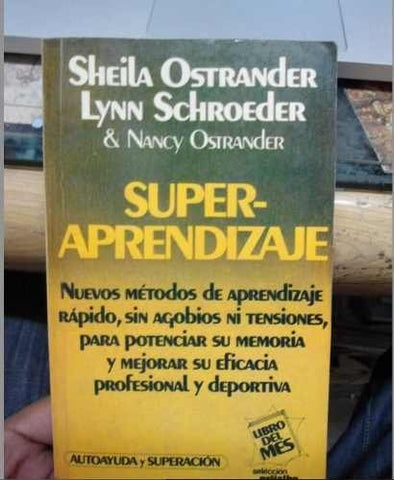 Sheila Ostrander
Lynn Schroeder
& Nancy Ostrander
SUPER-
APRENDIZAJE
Nuevos métodos de aprendizaje
rápido, sin agobios ni tensiones,
para potenciar su memoria
y mejorar su eficacia
profesional y deportiva
LIBRO DEL
MES
AUTOAYUDA y SUPERACIÓN
selección